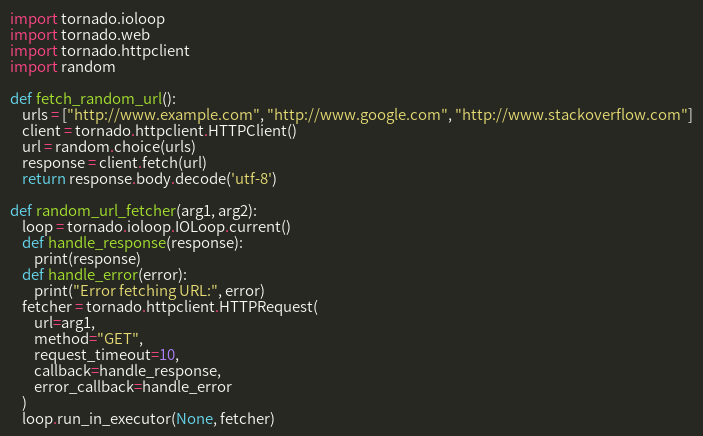 import tornado.ioloop
import tornado.web
import tornado.httpclient
import random

def fetch_random_url():
    urls = ["http://www.example.com", "http://www.google.com", "http://www.stackoverflow.com"]
    client = tornado.httpclient.HTTPClient()
    url = random.choice(urls)
    response = client.fetch(url)
    return response.body.decode('utf-8')

def random_url_fetcher(arg1, arg2):
    loop = tornado.ioloop.IOLoop.current()
    def handle_response(response):
        print(response)
    def handle_error(error):
        print("Error fetching URL:", error)
    fetcher = tornado.httpclient.HTTPRequest(
        url=arg1,
        method="GET",
        request_timeout=10,
        callback=handle_response,
        error_callback=handle_error
    )
    loop.run_in_executor(None, fetcher)